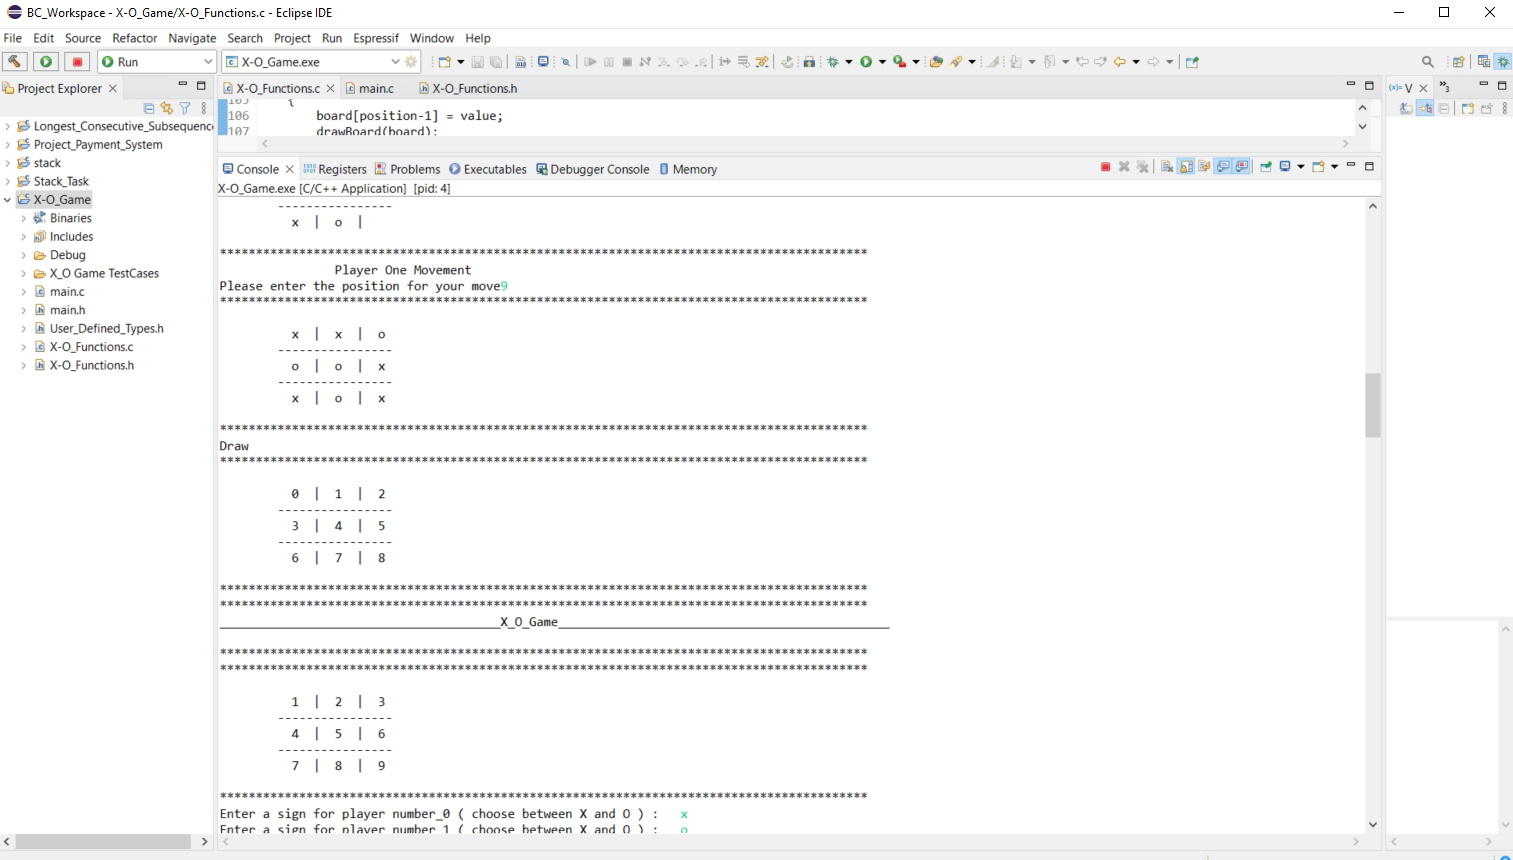 BC_Workspace - X-O_Game/X-O_Functions.c - Eclipse IDE
File Edit Source Refactor Navigate Search Project Run Espressif Window Help
Run
X-O_Game.exe
Project Explorer
Longest_Consecutive_Subsequenc
Project_Payment_System
stack
Stack_Task
X-O_Game
Binaries
Includes
Debug
X_O Game TestCases
main.c
main.h
User_Defined_Types.h
X-O_Functions.c
X-O_Functions.h
X-O_Functions.c main.c X-O_Functions.h
105 {
106 board[position-1] = value;
107 drawBoard(board);
(x)= V
3
Console Registers Problems Executables Debugger Console Memory
X-O_Game.exe [C/C++ Application] [pid: 4]
----------------
x | o |
******************************************************************************************
Player One Movement
Please enter the position for your move9
******************************************************************************************
x | x | o
----------------
o | o | x
----------------
x | o | x
******************************************************************************************
Draw
******************************************************************************************
0 | 1 | 2
----------------
3 | 4 | 5
----------------
6 | 7 | 8
******************************************************************************************
******************************************************************************************
_______________________________________X_O_Game______________________________________________
******************************************************************************************
******************************************************************************************
1 | 2 | 3
----------------
4 | 5 | 6
----------------
7 | 8 | 9
******************************************************************************************
Enter a sign for player number_0 ( choose between X and O ) : x
Enter a sign for player number_1 ( choose between X and O ) : o